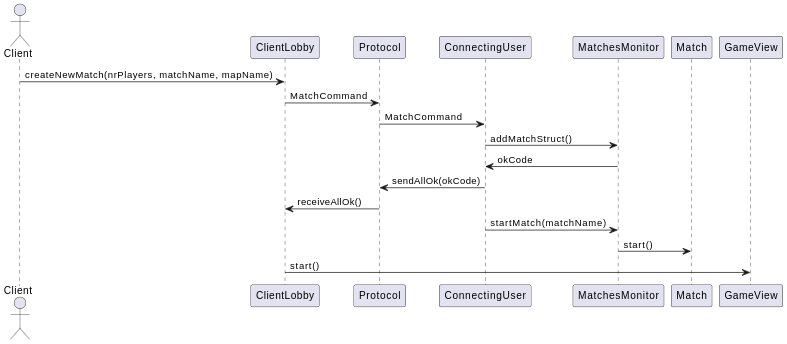 Client
ClientLobby Protocol ConnectingUser MatchesMonitor Match GameView
createNewMatch(nrPlayers, matchName, mapName)
MatchCommand
MatchCommand
addMatchStruct()
okCode
sendAllOk(okCode)
receiveAllOk()
startMatch(matchName)
start()
start()
Client
ClientLobby Protocol ConnectingUser MatchesMonitor Match GameView